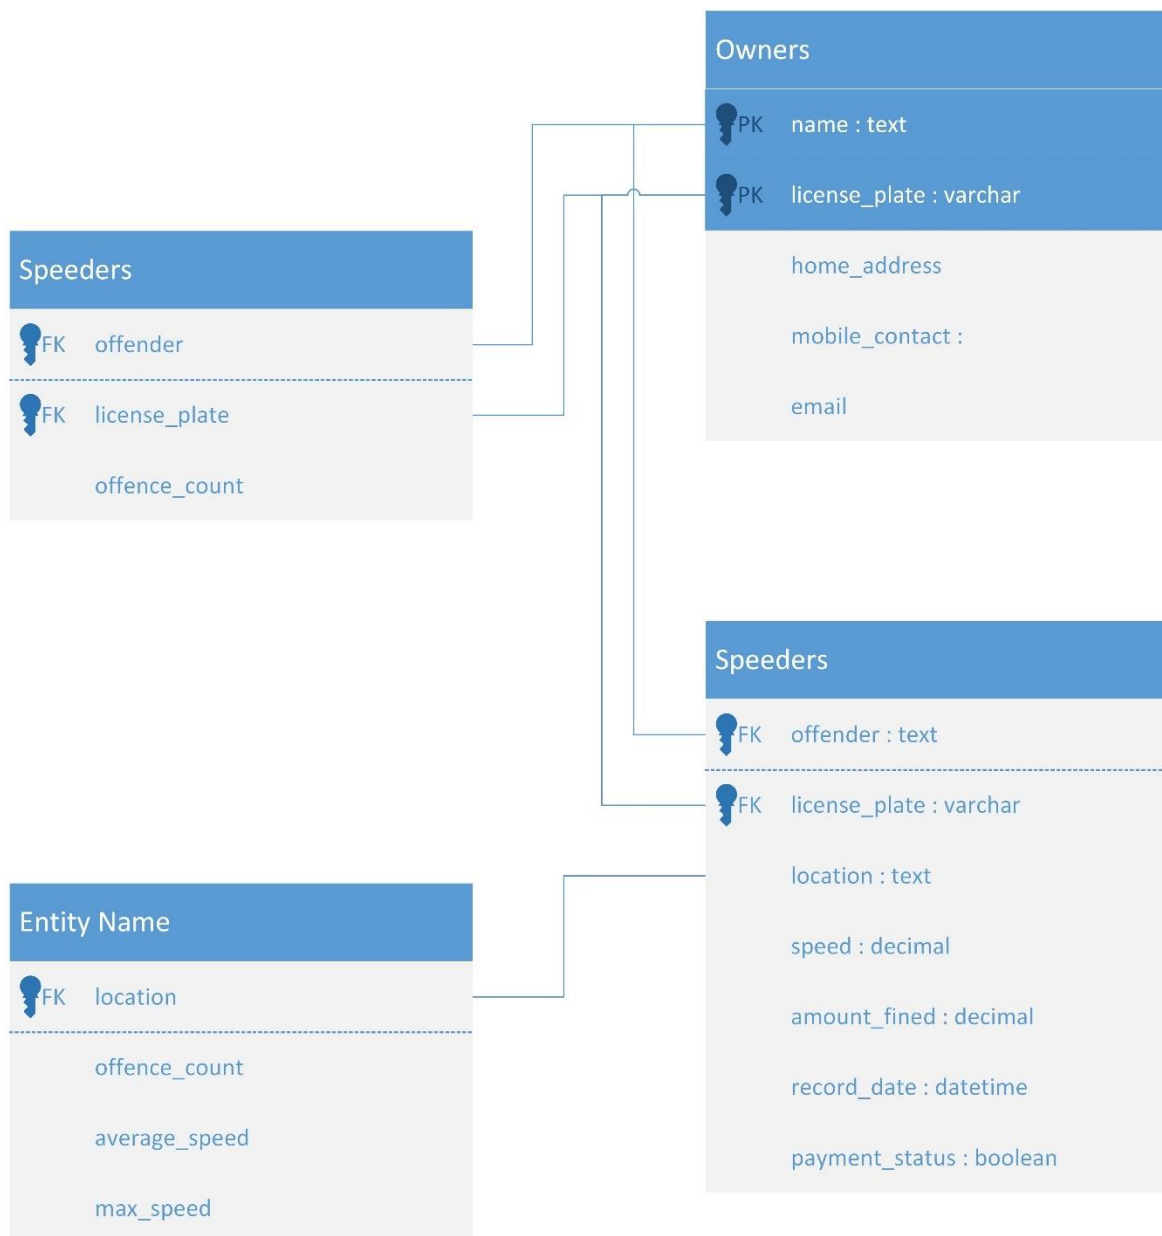 Owners
PK name : text
PK license_plate : varchar
home_address
mobile_contact :
email
Speeders
FK offender
FK license_plate
offence_count
Speeders
FK offender : text
FK license_plate : varchar
location : text
speed : decimal
amount_fined : decimal
record_date : datetime
payment_status : boolean
Entity Name
FK location
offence_count
average_speed
max_speed